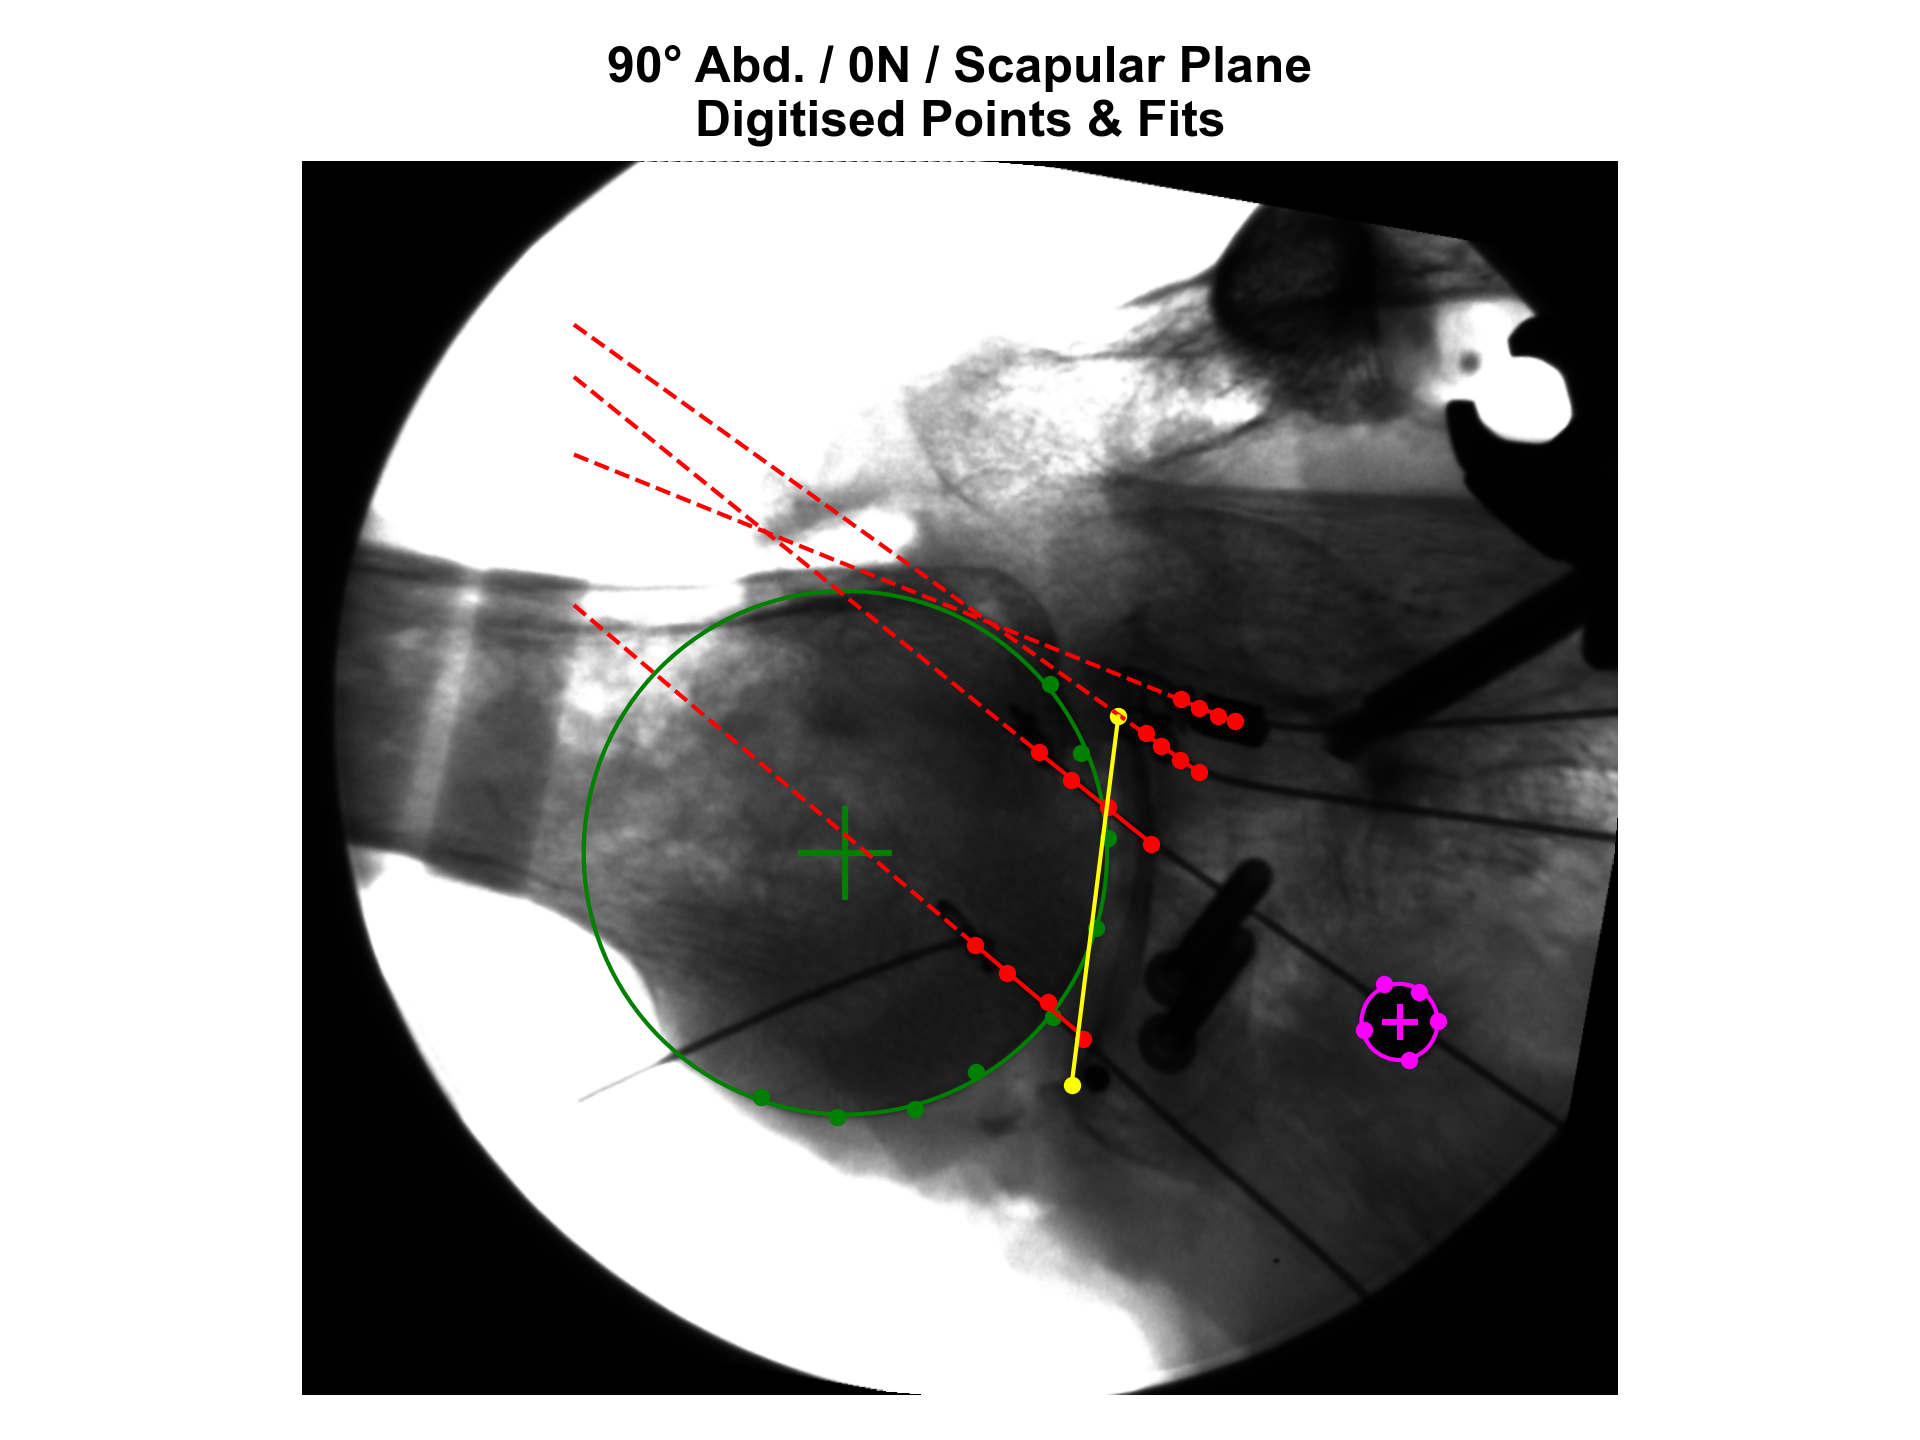 90° Abd. / 0N / Scapular Plane
Digitised Points & Fits